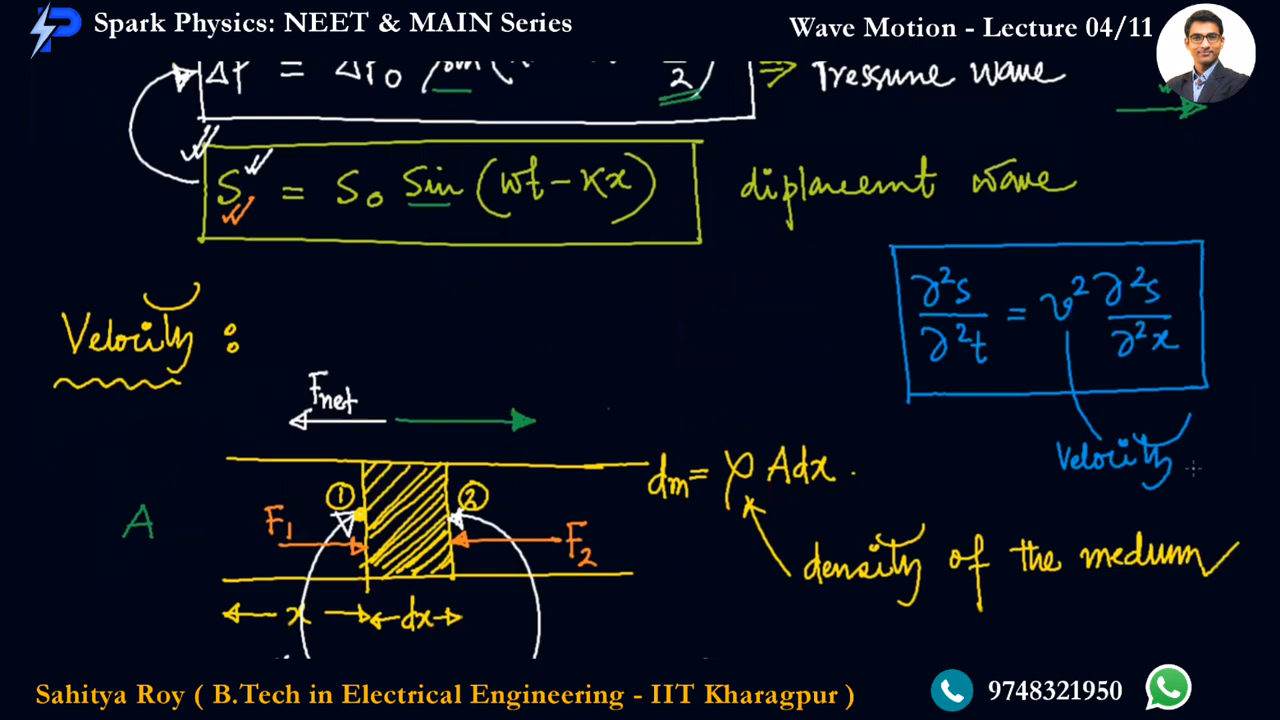 Spark Physics: NEET & MAIN Series
Wave Motion - Lecture 04/11
⇒ Pressure wave
S = S₀ Sin (ωt - Kx) diplacemnt wave
∂²s/∂²t = v² ∂²s/∂²x
Velocity
Velocity :
Fnet
dm = ρ Adx .
A
F₁ ① ② F₂
density of the medium
x dx
Sahitya Roy ( B.Tech in Electrical Engineering - IIT Kharagpur )
9748321950